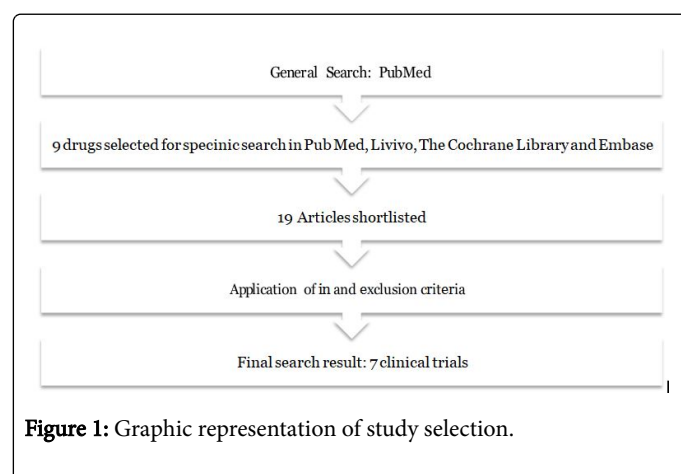 General Search: PubMed
9 drugs selected for specinic search in Pub Med, Livivo, The Cochrane Library and Embase
19 Articles shortlisted
Application of in and exclusion criteria
Final search result: 7 clinical trials
Figure 1: Graphic representation of study selection.